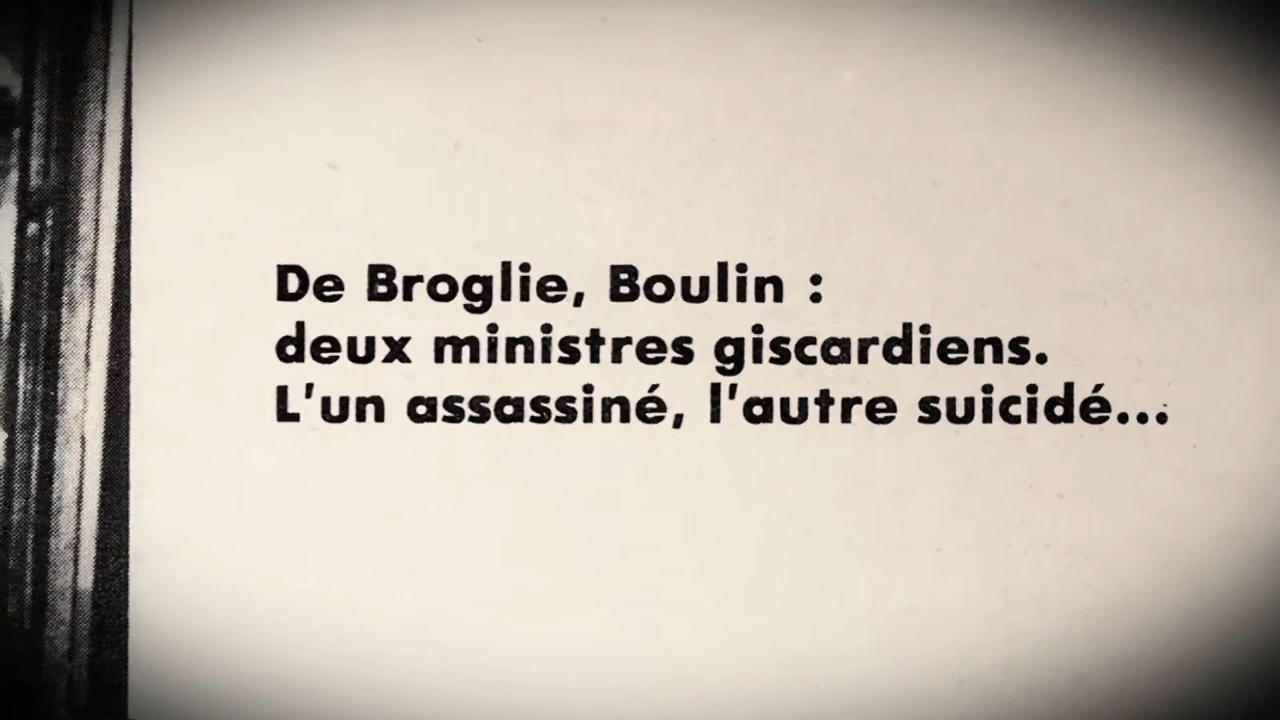 De Broglie, Boulin :
deux ministres giscardiens.
L'un assassiné, l'autre suicidé...